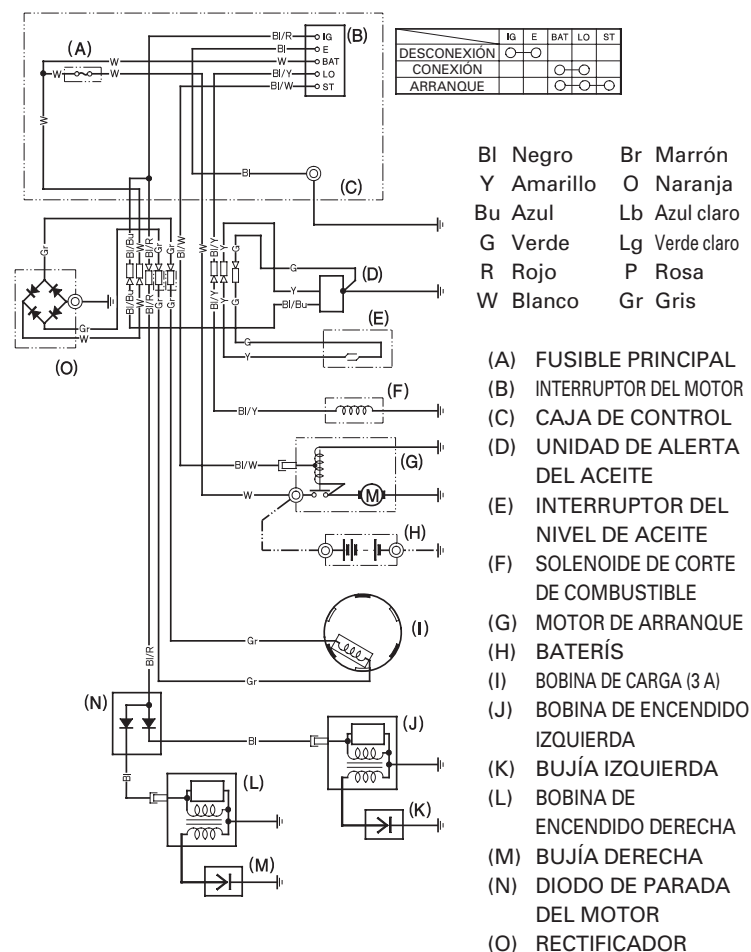 (A)
(B)
(C)
(D)
(E)
(F)
(G)
(H)
(I)
(J)
(K)
(L)
(M)
(N)
(O)
Bl/R IG
Bl E
W BAT
Bl/Y LO
Bl/W ST
W W W
W
W
Bl
Gr
Bl/Bu W Bl/R Gr Gr Bl/W W Bl/Y Y G
Bl/Bu W Bl/R Gr Gr Bl/Y Y G
Gr
W
G
Y
Bl/Bu
G
Y
Bl/Y
Bl/W
W
M
Gr
Gr
Bl/R
Bl
Bl
IG E BAT LO ST
DESCONEXIÓN
CONEXIÓN
ARRANQUE
Bl Negro Br Marrón
Y Amarillo O Naranja
Bu Azul Lb Azul claro
G Verde Lg Verde claro
R Rojo P Rosa
W Blanco Gr Gris
(A) FUSIBLE PRINCIPAL
(B) INTERRUPTOR DEL MOTOR
(C) CAJA DE CONTROL
(D) UNIDAD DE ALERTA
DEL ACEITE
(E) INTERRUPTOR DEL
NIVEL DE ACEITE
(F) SOLENOIDE DE CORTE
DE COMBUSTIBLE
(G) MOTOR DE ARRANQUE
(H) BATERÍS
(I) BOBINA DE CARGA (3 A)
(J) BOBINA DE ENCENDIDO
IZQUIERDA
(K) BUJÍA IZQUIERDA
(L) BOBINA DE
ENCENDIDO DERECHA
(M) BUJÍA DERECHA
(N) DIODO DE PARADA
DEL MOTOR
(O) RECTIFICADOR